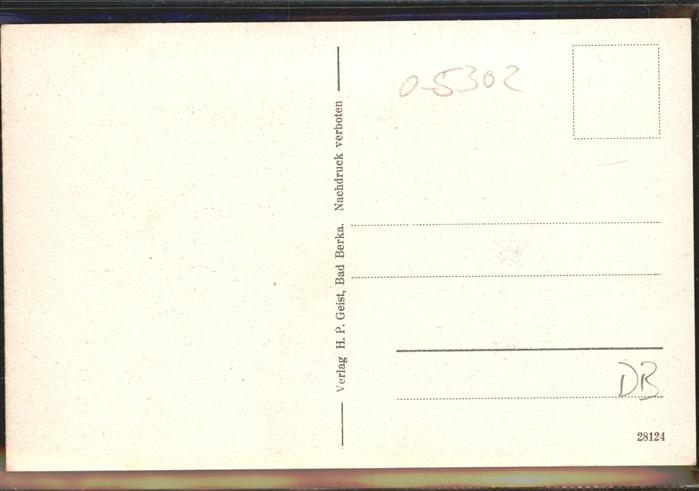 0-5302
Verlag H. P. Geist, Bad Berka. Nachdruck verboten
DB
28124